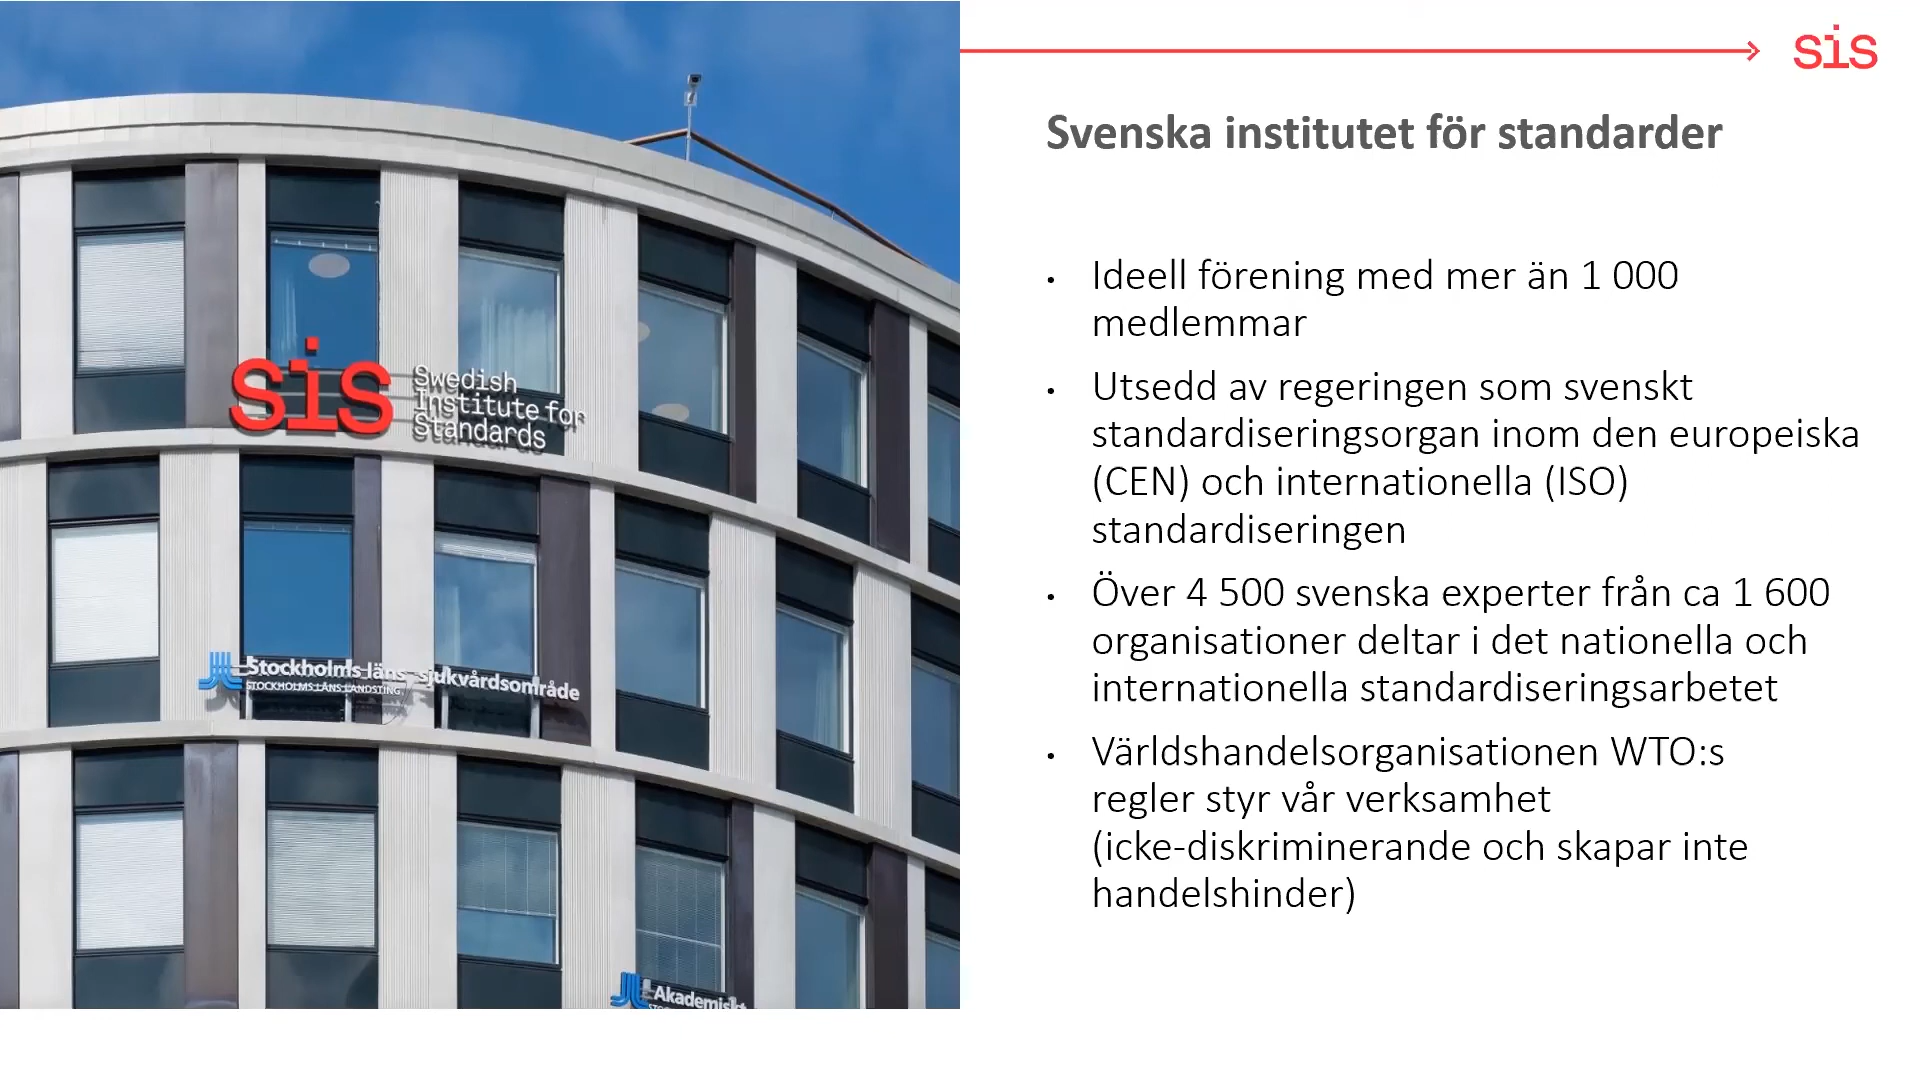 sis
Swedish
Institute for
Standards
Stockholms läns sjukvårdsområde
STOCKHOLMS LÄNS LANDSTING
Akademiskt
sis
Svenska institutet för standarder
• Ideell förening med mer än 1 000
medlemmar
• Utsedd av regeringen som svenskt
standardiseringsorgan inom den europeiska
(CEN) och internationella (ISO)
standardiseringen
• Över 4 500 svenska experter från ca 1 600
organisationer deltar i det nationella och
internationella standardiseringsarbetet
• Världshandelsorganisationen WTO:s
regler styr vår verksamhet
(icke-diskriminerande och skapar inte
handelshinder)